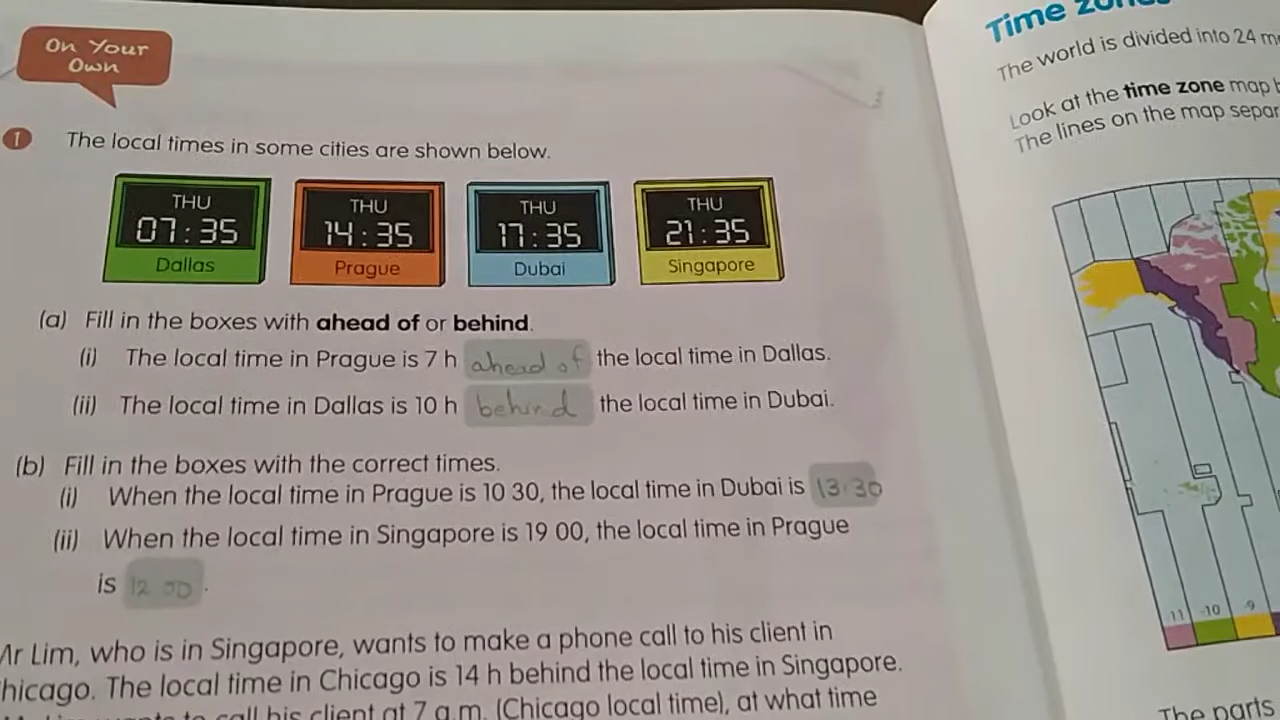 On Your
Own
1 The local times in some cities are shown below.
THU THU THU THU
07:35 14:35 17:35 21:35
Dallas Prague Dubai Singapore
(a) Fill in the boxes with ahead of or behind.
(i) The local time in Prague is 7 h ahead of the local time in Dallas.
(ii) The local time in Dallas is 10 h behind the local time in Dubai.
(b) Fill in the boxes with the correct times.
(i) When the local time in Prague is 10 30, the local time in Dubai is 13:30
(ii) When the local time in Singapore is 19 00, the local time in Prague
is 12 00.
Mr Lim, who is in Singapore, wants to make a phone call to his client in
hicago. The local time in Chicago is 14 h behind the local time in Singapore.
to call his client at 7 a.m. (Chicago local time), at what time
Time zones
The world is divided into 24 m
Look at the time zone map b
The lines on the map separ
-11 -10 -9
The parts